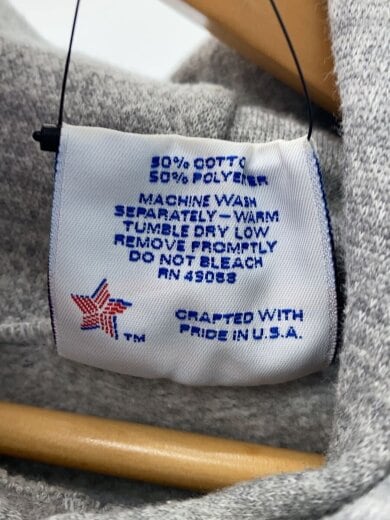 50% COTTO
50% POLYESTER
MACHINE WASH
SEPARATELY – WARM
TUMBLE DRY LOW
REMOVE PROMPTLY
DO NOT BLEACH
RN 49068
TM
CRAFTED WITH
PRIDE IN U.S.A.